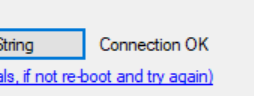 String Connection OK
als, if not re-boot and try again)